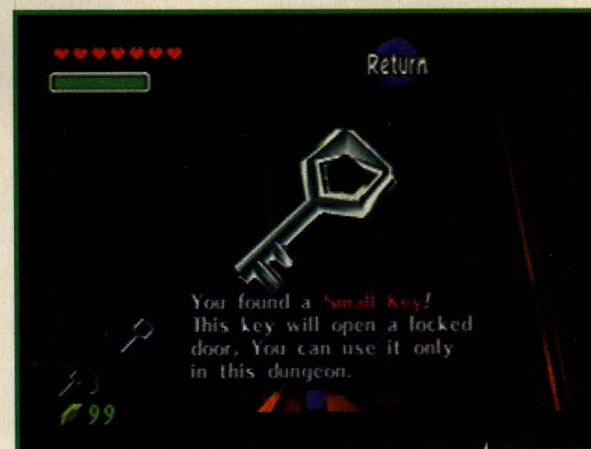 Return
You found a Small Key!
This key will open a locked
door. You can use it only
in this dungeon.
3
99